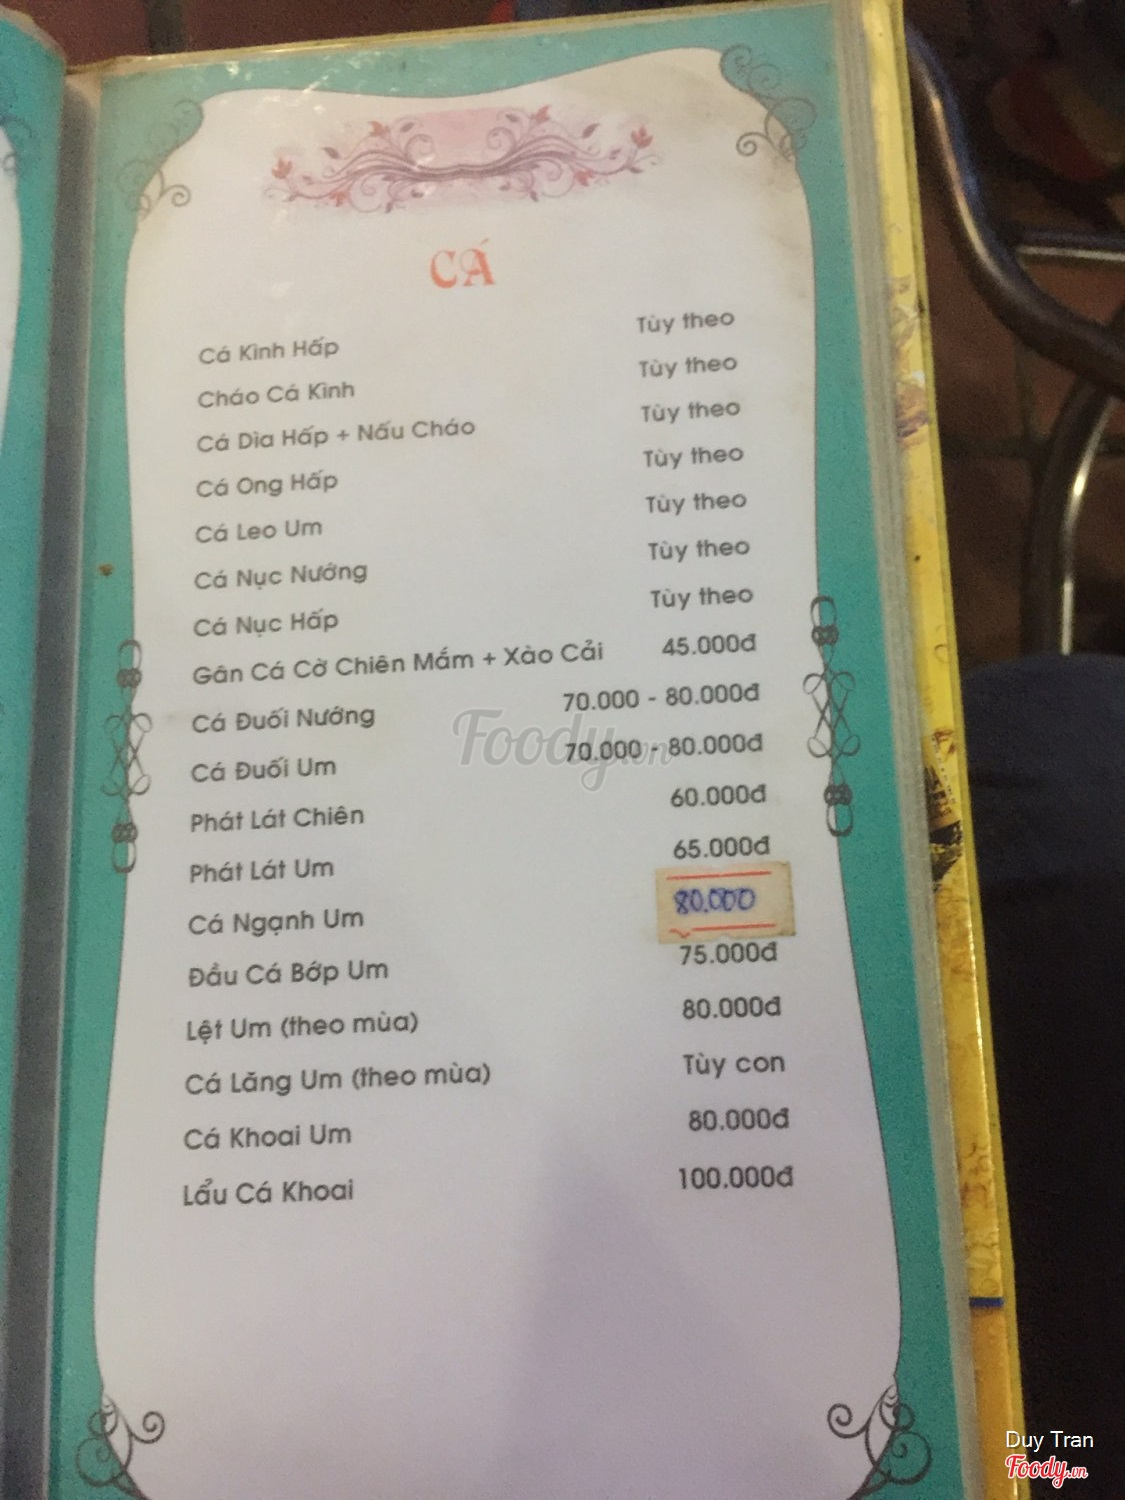 CÁ
Cá Kình Hấp Tùy theo
Cháo Cá Kình Tùy theo
Cá Dìa Hấp + Nấu Cháo Tùy theo
Cá Ong Hấp Tùy theo
Cá Leo Um Tùy theo
Cá Nục Nướng Tùy theo
Cá Nục Hấp Tùy theo
Gân Cá Cờ Chiên Mắm + Xào Cải 45.000đ
Cá Đuối Nướng 70.000 - 80.000đ
Cá Đuối Um 70.000 - 80.000đ
Phát Lát Chiên 60.000đ
Phát Lát Um 65.000đ
Cá Ngạnh Um 80.000
Đầu Cá Bớp Um 75.000đ
Lệt Um (theo mùa) 80.000đ
Cá Lăng Um (theo mùa) Tùy con
Cá Khoai Um 80.000đ
Lẩu Cá Khoai 100.000đ
Foody.vn
Duy Tran
Foody.vn